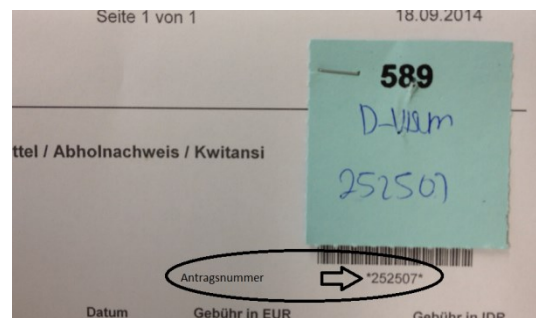 Seite 1 von 1
18.09.2014
589
D-Visum
252507
ttel / Abholnachweis / Kwitansi
Antragsnummer
*252507*
Datum Gebühr in EUR Gebühr in IDR